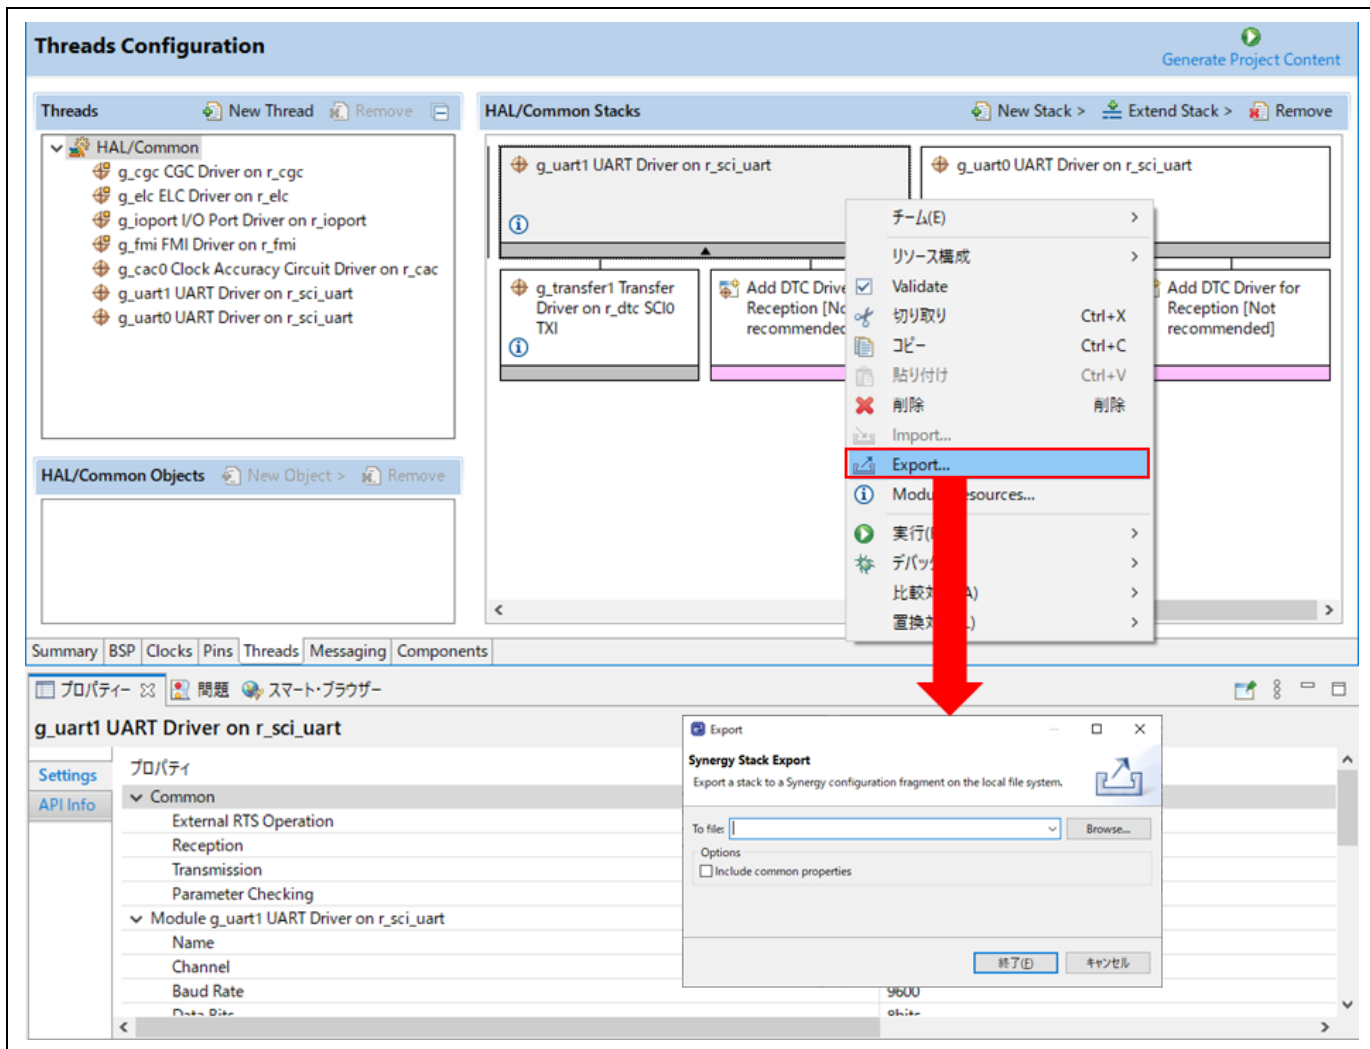 Threads Configuration
Generate Project Content
Threads
New Thread
Remove
HAL/Common
g_cgc CGC Driver on r_cgc
g_elc ELC Driver on r_elc
g_ioport I/O Port Driver on r_ioport
g_fmi FMI Driver on r_fmi
g_cac0 Clock Accuracy Circuit Driver on r_cac
g_uart1 UART Driver on r_sci_uart
g_uart0 UART Driver on r_sci_uart
HAL/Common Objects
New Object >
Remove
HAL/Common Stacks
New Stack >
Extend Stack >
Remove
g_uart1 UART Driver on r_sci_uart
g_uart0 UART Driver on r_sci_uart
g_transfer1 Transfer
Driver on r_dtc SCI0
TXI
Add DTC Drive
Reception [No
recommended
Add DTC Driver for
Reception [Not
recommended]
チーム(E)
リソース構成
Validate
切り取り Ctrl+X
コピー Ctrl+C
貼り付け Ctrl+V
削除 削除
Import...
Export...
Modu esources...
実行(
デバッ
比較対 A)
置換対 .)
Summary BSP Clocks Pins Threads Messaging Components
プロパティー 問題 スマート・ブラウザー
g_uart1 UART Driver on r_sci_uart
Settings
API Info
プロパティ
Common
External RTS Operation
Reception
Transmission
Parameter Checking
Module g_uart1 UART Driver on r_sci_uart
Name
Channel
Baud Rate 9600
Data Bits 8bits
Export
Synergy Stack Export
Export a stack to a Synergy configuration fragment on the local file system.
To file:
Browse...
Options
Include common properties
終了(F)
キャンセル